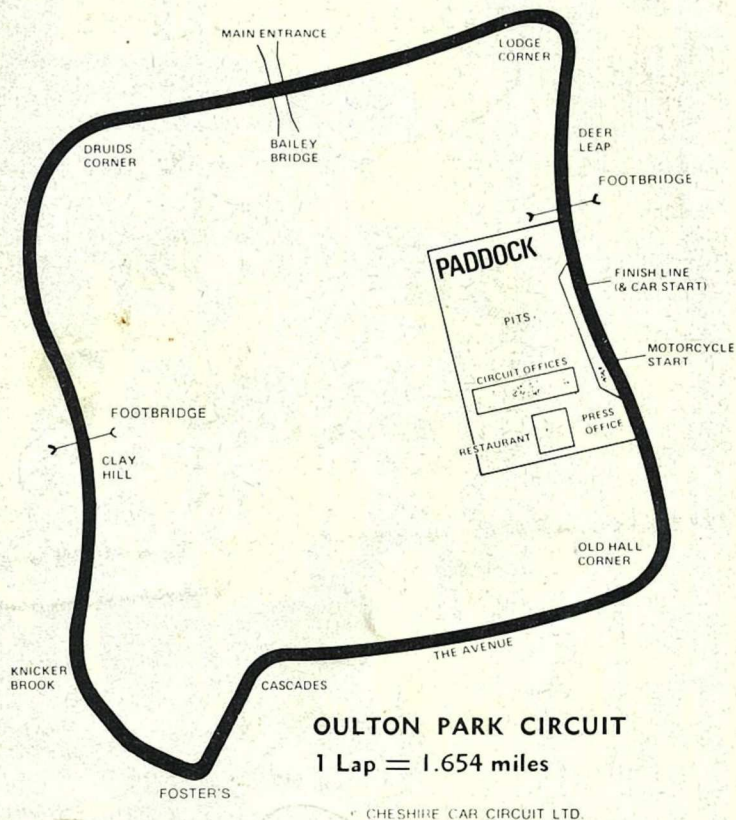 MAIN ENTRANCE
LODGE
CORNER
DRUIDS
CORNER
BAILEY
BRIDGE
DEER
LEAP
FOOTBRIDGE
PADDOCK
FINISH LINE
(& CAR START)
PITS
MOTORCYCLE
START
CIRCUIT OFFICES
FOOTBRIDGE
PRESS
OFFICE
RESTAURANT
CLAY
HILL
OLD HALL
CORNER
THE AVENUE
KNICKER
BROOK
CASCADES
OULTON PARK CIRCUIT
1 Lap = 1.654 miles
FOSTER'S
CHESHIRE CAR CIRCUIT LTD.